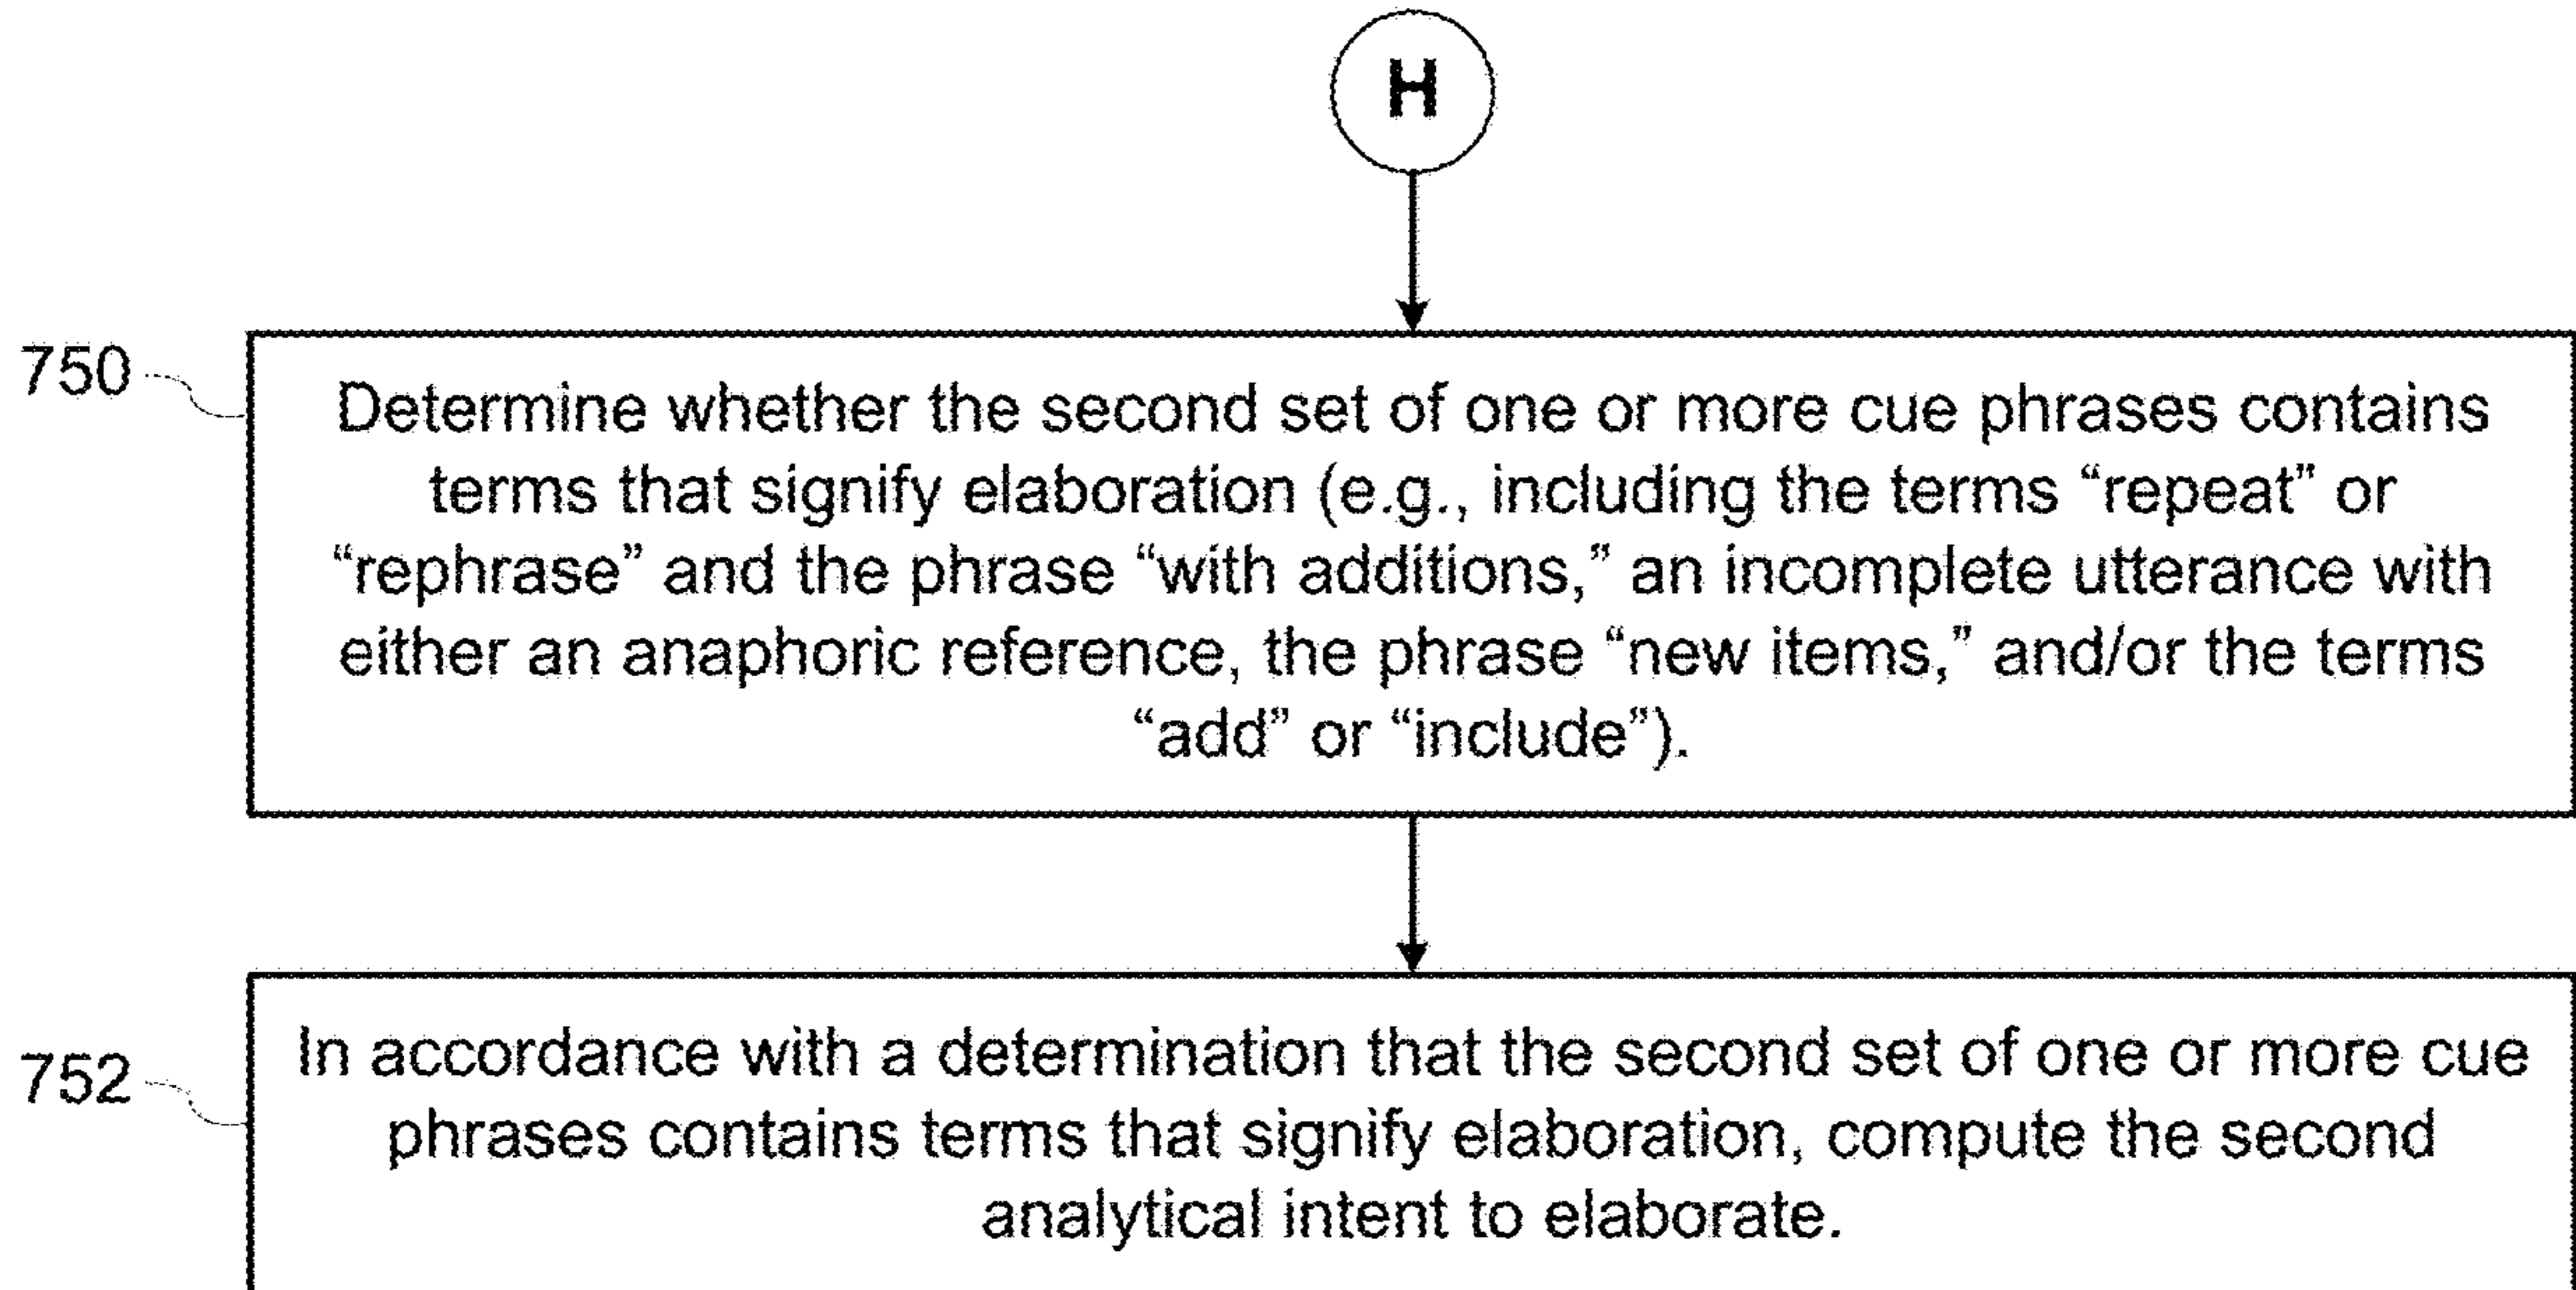 H
750
Determine whether the second set of one or more cue phrases contains
terms that signify elaboration (e.g., including the terms “repeat” or
“rephrase” and the phrase “with additions,” an incomplete utterance with
either an anaphoric reference, the phrase “new items,” and/or the terms
“add” or “include”).
752
In accordance with a determination that the second set of one or more cue
phrases contains terms that signify elaboration, compute the second
analytical intent to elaborate.